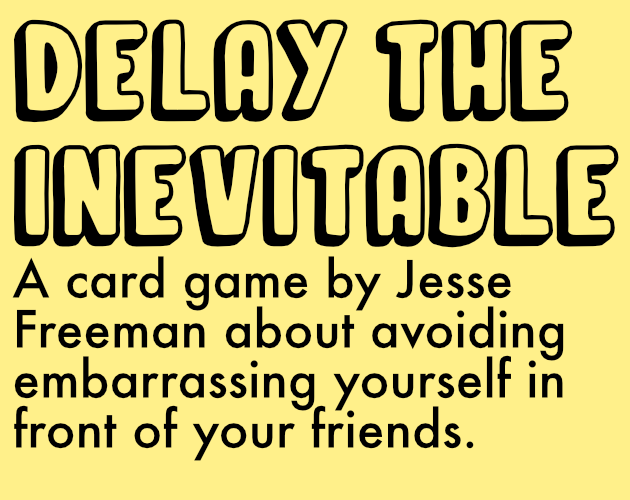 DELAY THE
INEVITABLE
A card game by Jesse
Freeman about avoiding
embarrassing yourself in
front of your friends.